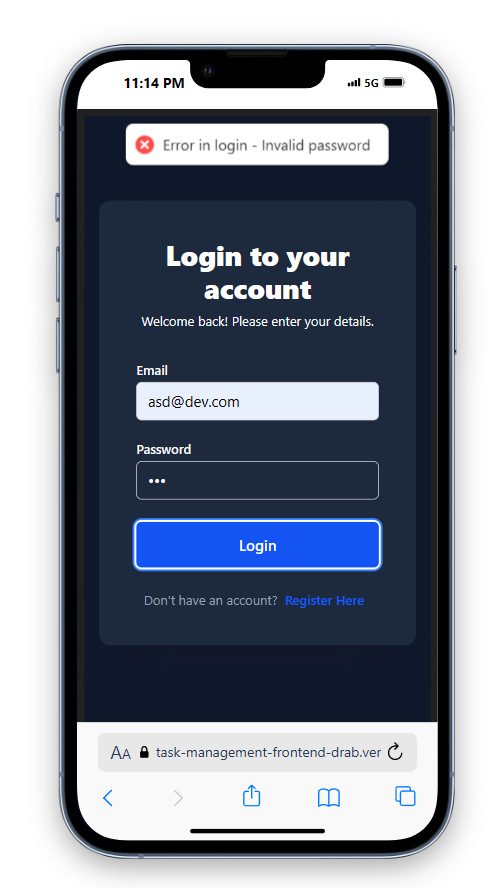 11:14 PM
5G
Error in login - Invalid password
Login to your
account
Welcome back! Please enter your details.
Email
asd@dev.com
Password
•••
Login
Don't have an account? Register Here
AA task-management-frontend-drab.ver